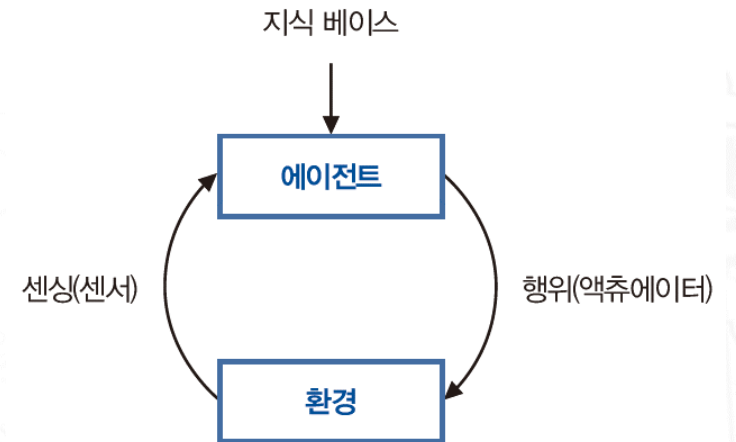 지식 베이스
에이전트
센싱(센서)
행위(액츄에이터)
환경